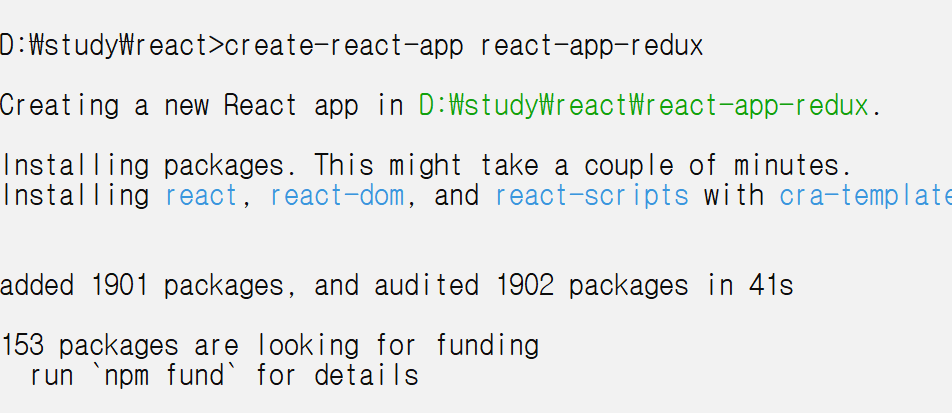 D:₩study₩react>create-react-app react-app-redux
Creating a new React app in D:₩study₩react₩react-app-redux.
Installing packages. This might take a couple of minutes.
Installing react, react-dom, and react-scripts with cra-template
added 1901 packages, and audited 1902 packages in 41s
153 packages are looking for funding
  run `npm fund` for details